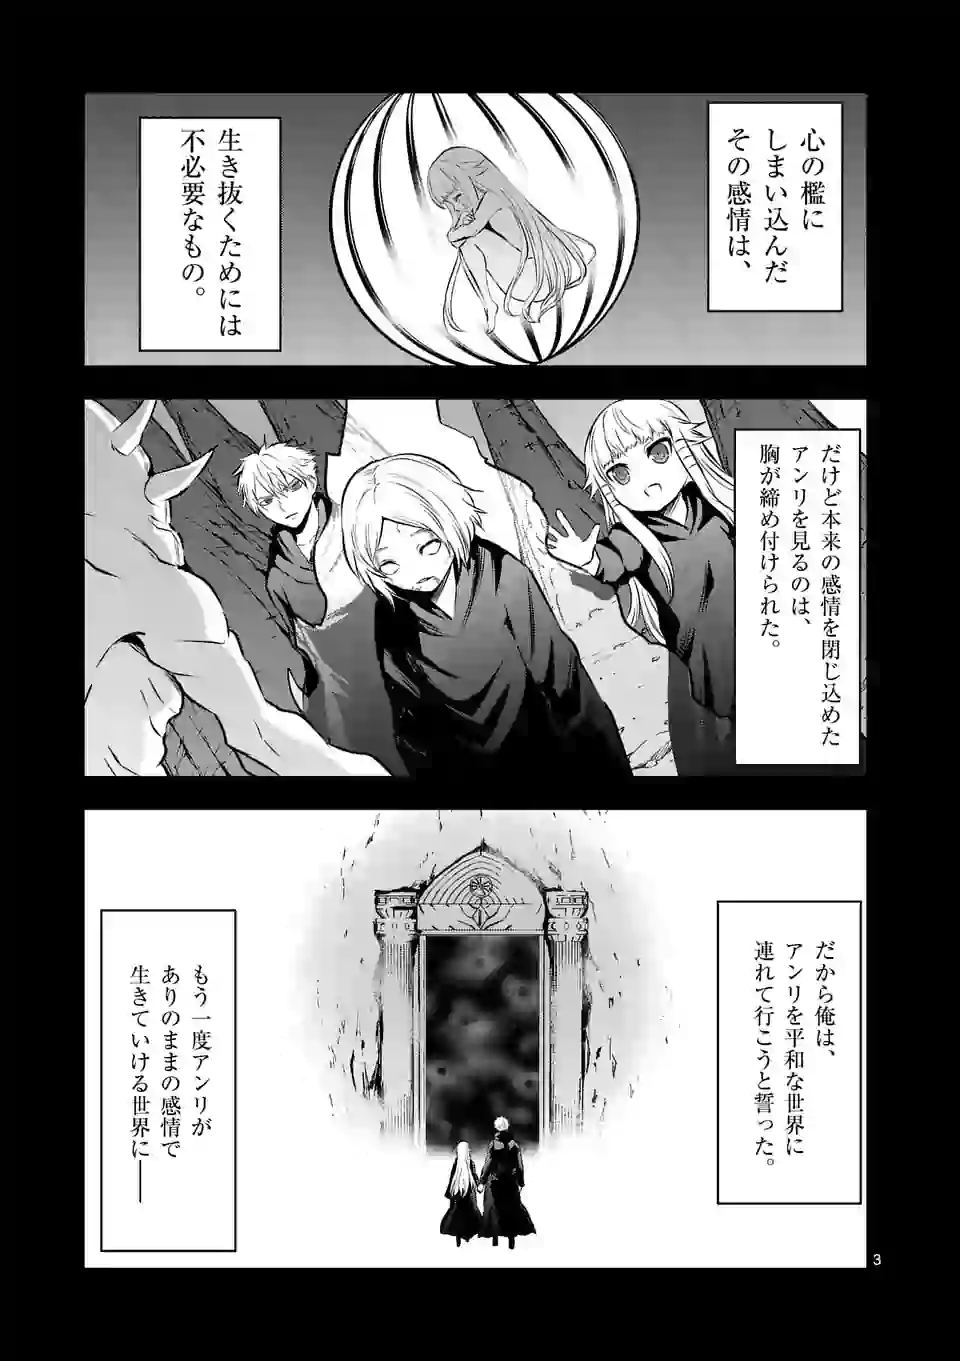 心の檻に
しまい込んだ
その感情は、
生き抜くためには
不必要なもの。
だけど本来の感情を閉じ込めた
アンリを見るのは、
胸が締め付けられた。
だから俺は、
アンリを平和な世界に
連れて行こうと誓った。
もう一度アンリが
ありのままの感情で
生きていける世界に──
3